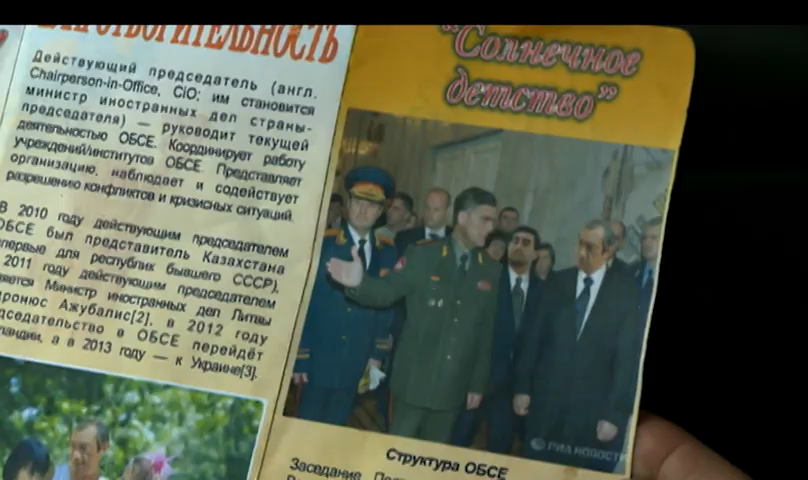 БЛАГОТВОРИТЕЛЬНОСТЬ
Действующий председатель (англ.
Chairperson-in-Office, CiO; им становится
министр иностранных дел страны-
председателя) — руководит текущей
деятельностью ОБСЕ. Координирует работу
учреждений/институтов ОБСЕ. Представляет
организацию, наблюдает и содействует
разрешению конфликтов и кризисных ситуаций.
В 2010 году действующим председателем
ОБСЕ был представитель Казахстана
впервые для республик бывшего СССР),
2011 году действующим председателем
является Министр иностранных дел Литвы
Ажубалис[2], в 2012 году
председательство в ОБСЕ перейдёт
а в 2013 году — к Украине[3].
"Солнечное
детство"
РИА НОВОСТИ
Структура ОБСЕ
Заседание